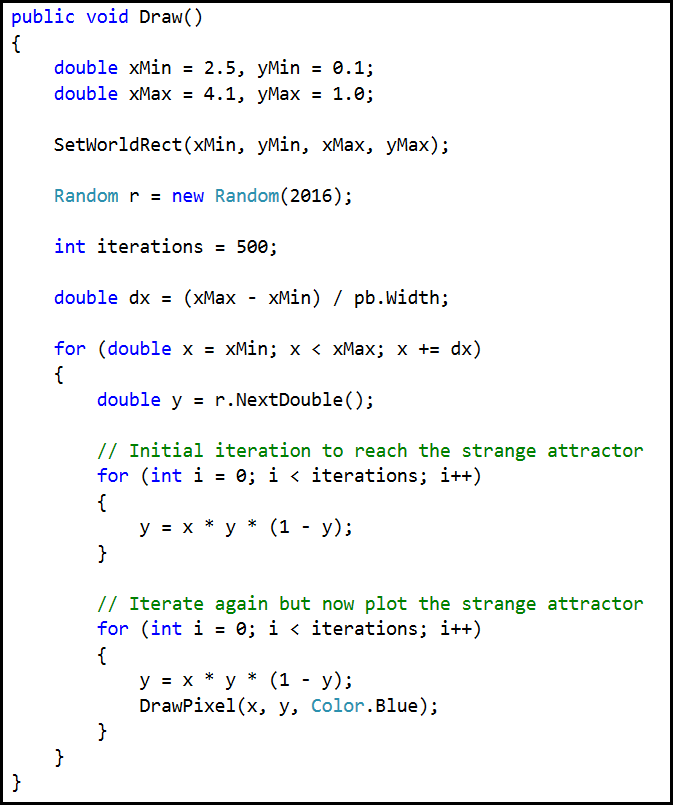 public void Draw()
{
    double xMin = 2.5, yMin = 0.1;
    double xMax = 4.1, yMax = 1.0;

    SetWorldRect(xMin, yMin, xMax, yMax);

    Random r = new Random(2016);

    int iterations = 500;

    double dx = (xMax - xMin) / pb.Width;

    for (double x = xMin; x < xMax; x += dx)
    {
        double y = r.NextDouble();

        // Initial iteration to reach the strange attractor
        for (int i = 0; i < iterations; i++)
        {
            y = x * y * (1 - y);
        }

        // Iterate again but now plot the strange attractor
        for (int i = 0; i < iterations; i++)
        {
            y = x * y * (1 - y);
            DrawPixel(x, y, Color.Blue);
        }
    }
}